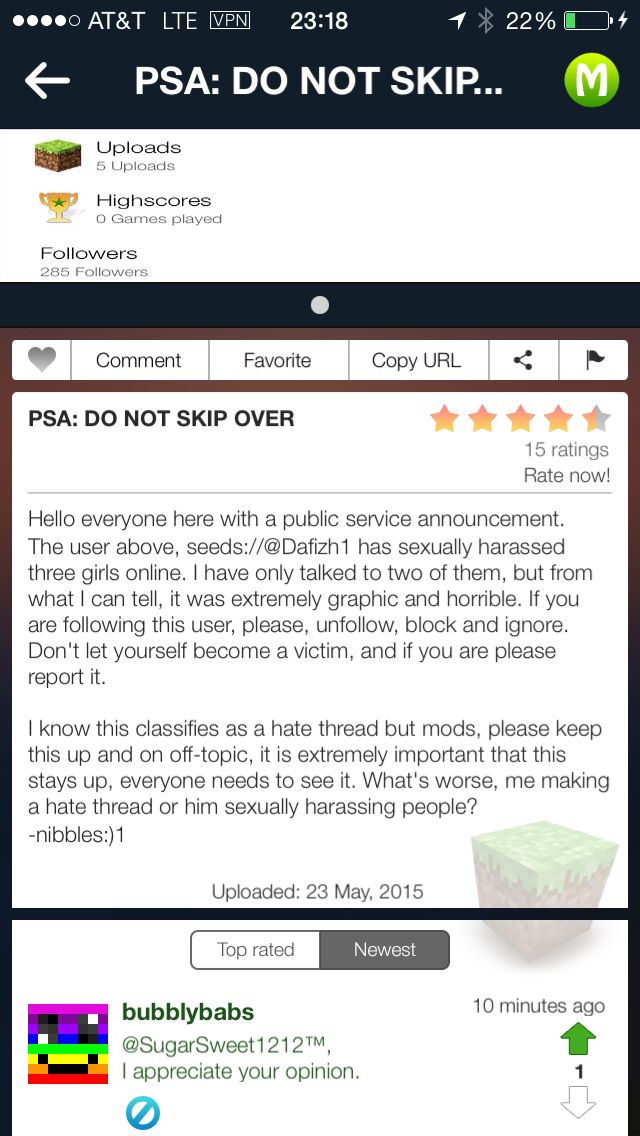 AT&T LTE VPN 23:18 22%
PSA: DO NOT SKIP... M
Uploads
5 Uploads
Highscores
0 Games played
Followers
285 Followers
Comment Favorite Copy URL
PSA: DO NOT SKIP OVER
15 ratings
Rate now!
Hello everyone here with a public service announcement.
The user above, seeds://@Dafizh1 has sexually harassed
three girls online. I have only talked to two of them, but from
what I can tell, it was extremely graphic and horrible. If you
are following this user, please, unfollow, block and ignore.
Don't let yourself become a victim, and if you are please
report it.
I know this classifies as a hate thread but mods, please keep
this up and on off-topic, it is extremely important that this
stays up, everyone needs to see it. What's worse, me making
a hate thread or him sexually harassing people?
-nibbles:)1
Uploaded: 23 May, 2015
Top rated Newest
bubblybabs 10 minutes ago
@SugarSweet1212™,
I appreciate your opinion.
1